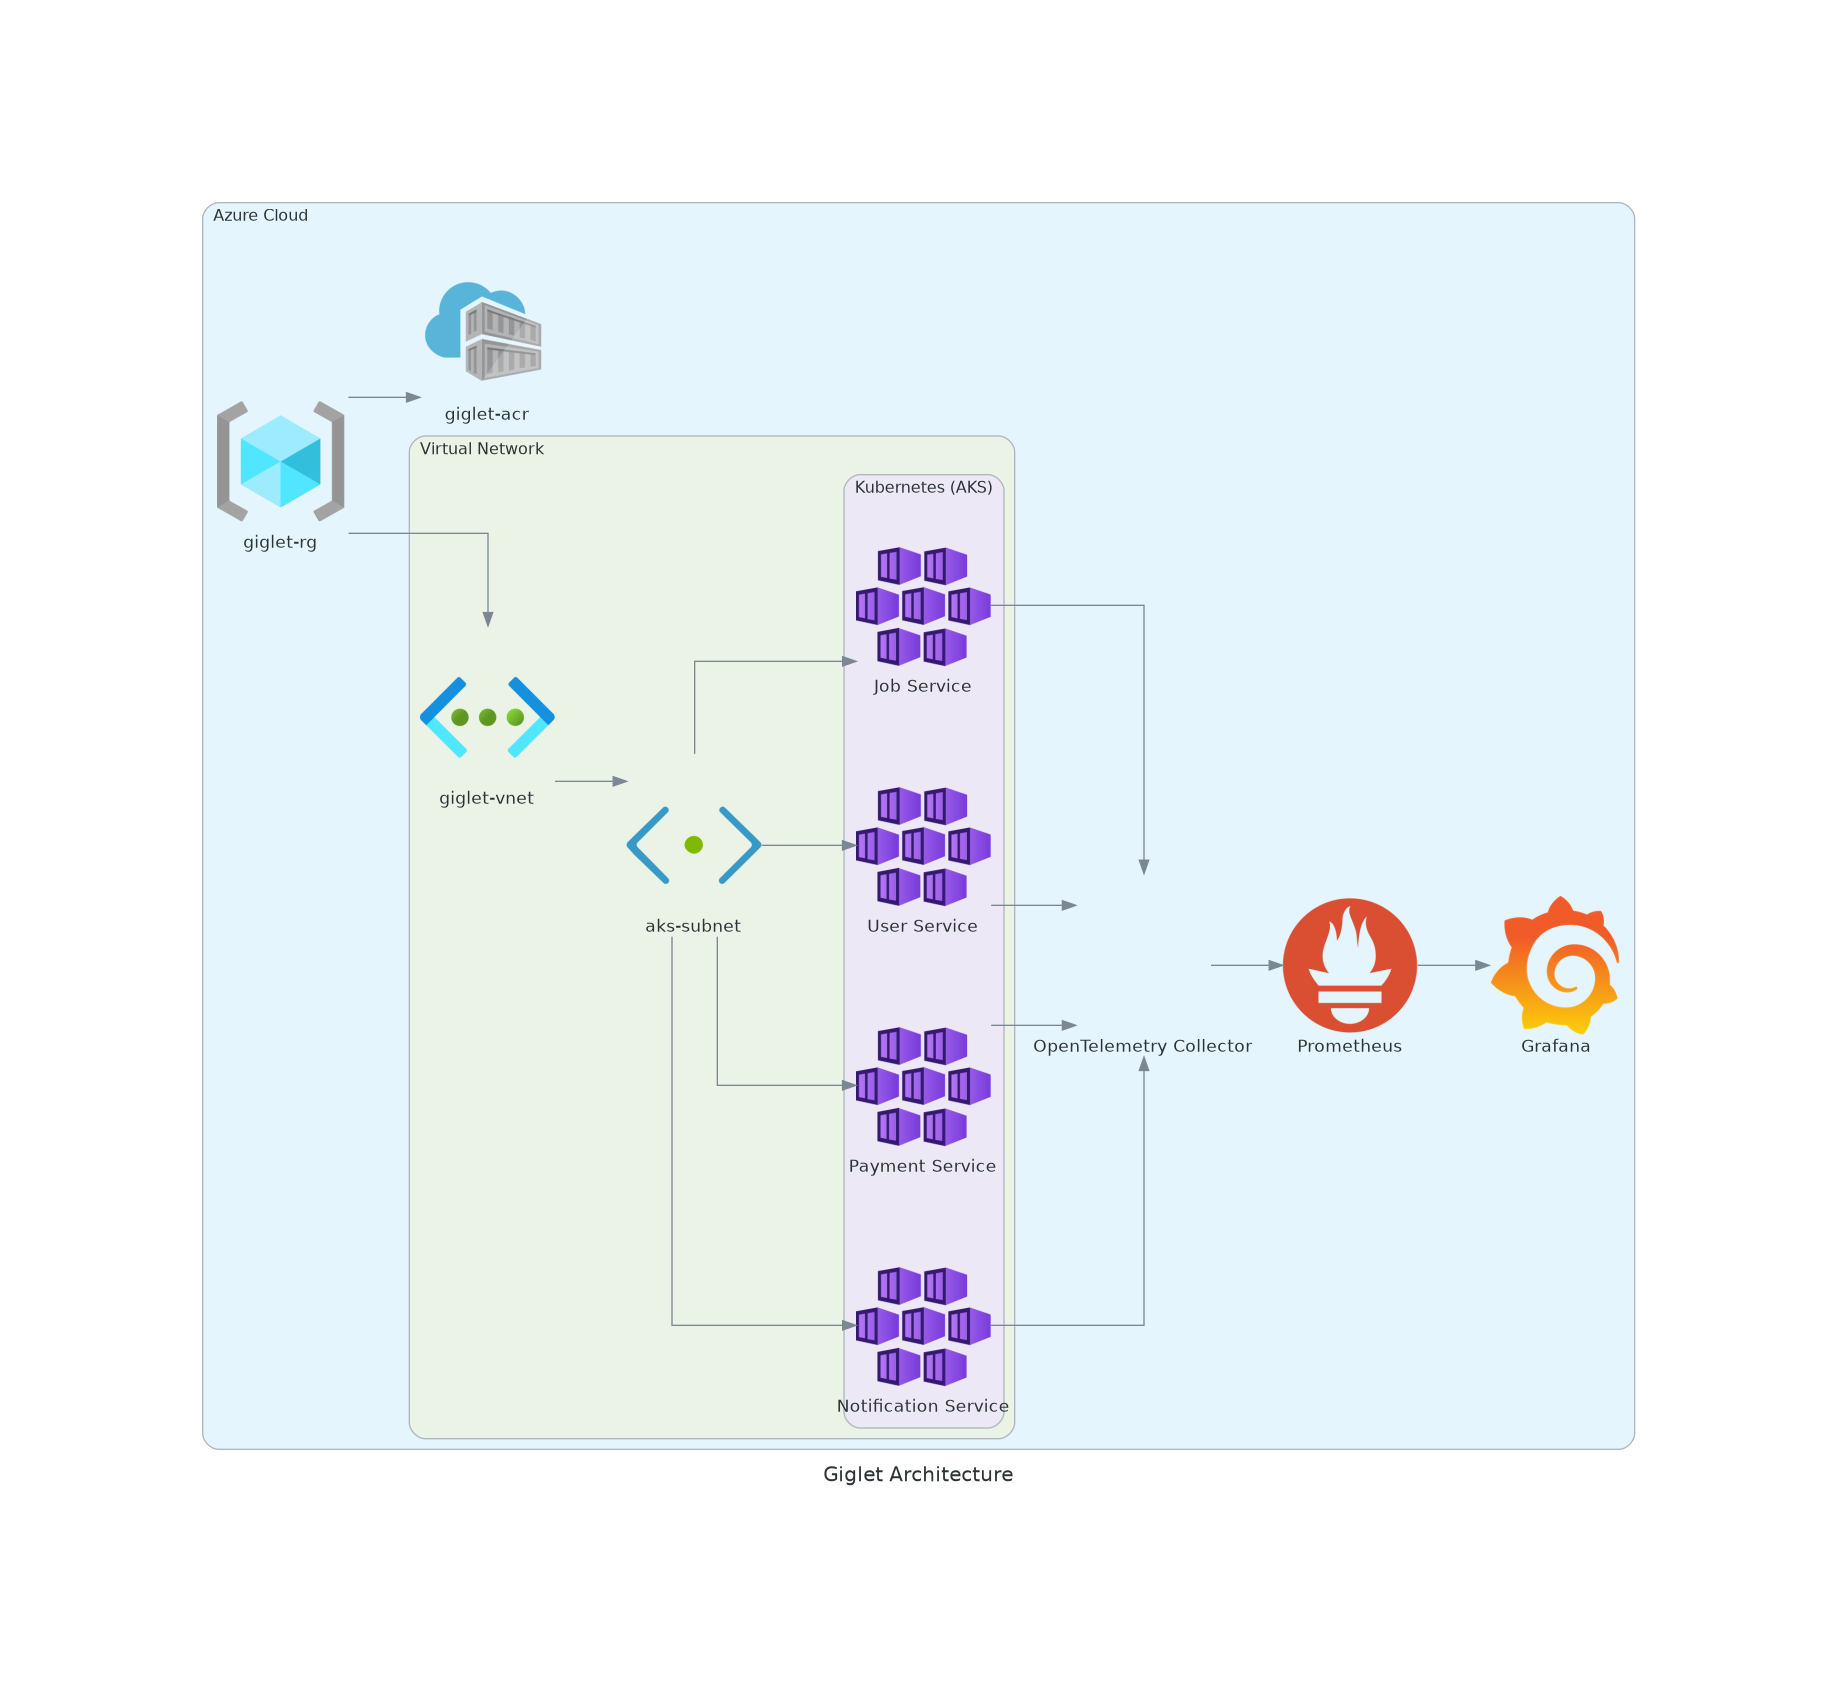 Azure Cloud
giglet-acr
giglet-rg
Virtual Network
Kubernetes (AKS)
Job Service
giglet-vnet
aks-subnet
User Service
OpenTelemetry Collector
Prometheus
Grafana
Payment Service
Notification Service
Giglet Architecture